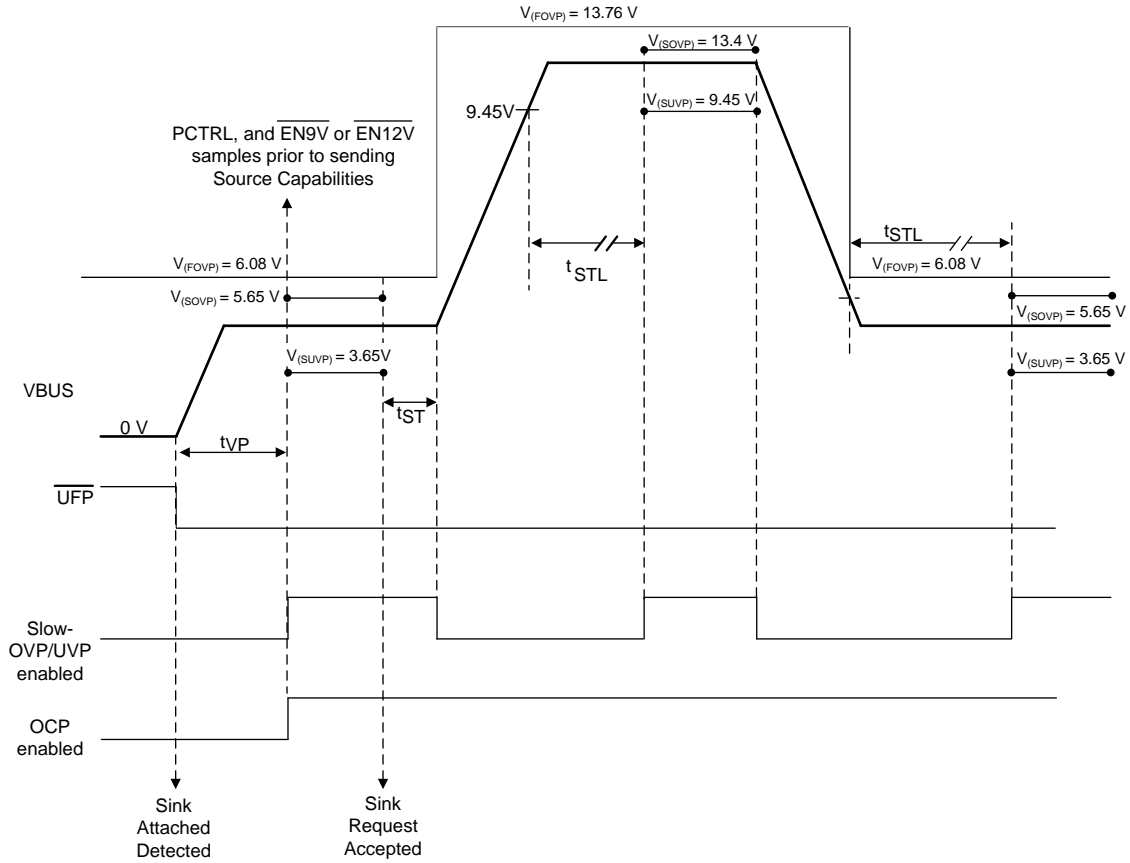 V(FOVP) = 13.76 V
V(SOVP) = 13.4 V
9.45V
V(SUVP) = 9.45 V
PCTRL, and EN9V or EN12V
samples prior to sending
Source Capabilities
tSTL
tSTL
V(FOVP) = 6.08 V
V(FOVP) = 6.08 V
V(SOVP) = 5.65 V
V(SOVP) = 5.65 V
V(SUVP) = 3.65V
V(SUVP) = 3.65 V
VBUS
tST
0 V
tVP
UFP
Slow-
OVP/UVP
enabled
OCP
enabled
Sink
Attached
Detected
Sink
Request
Accepted